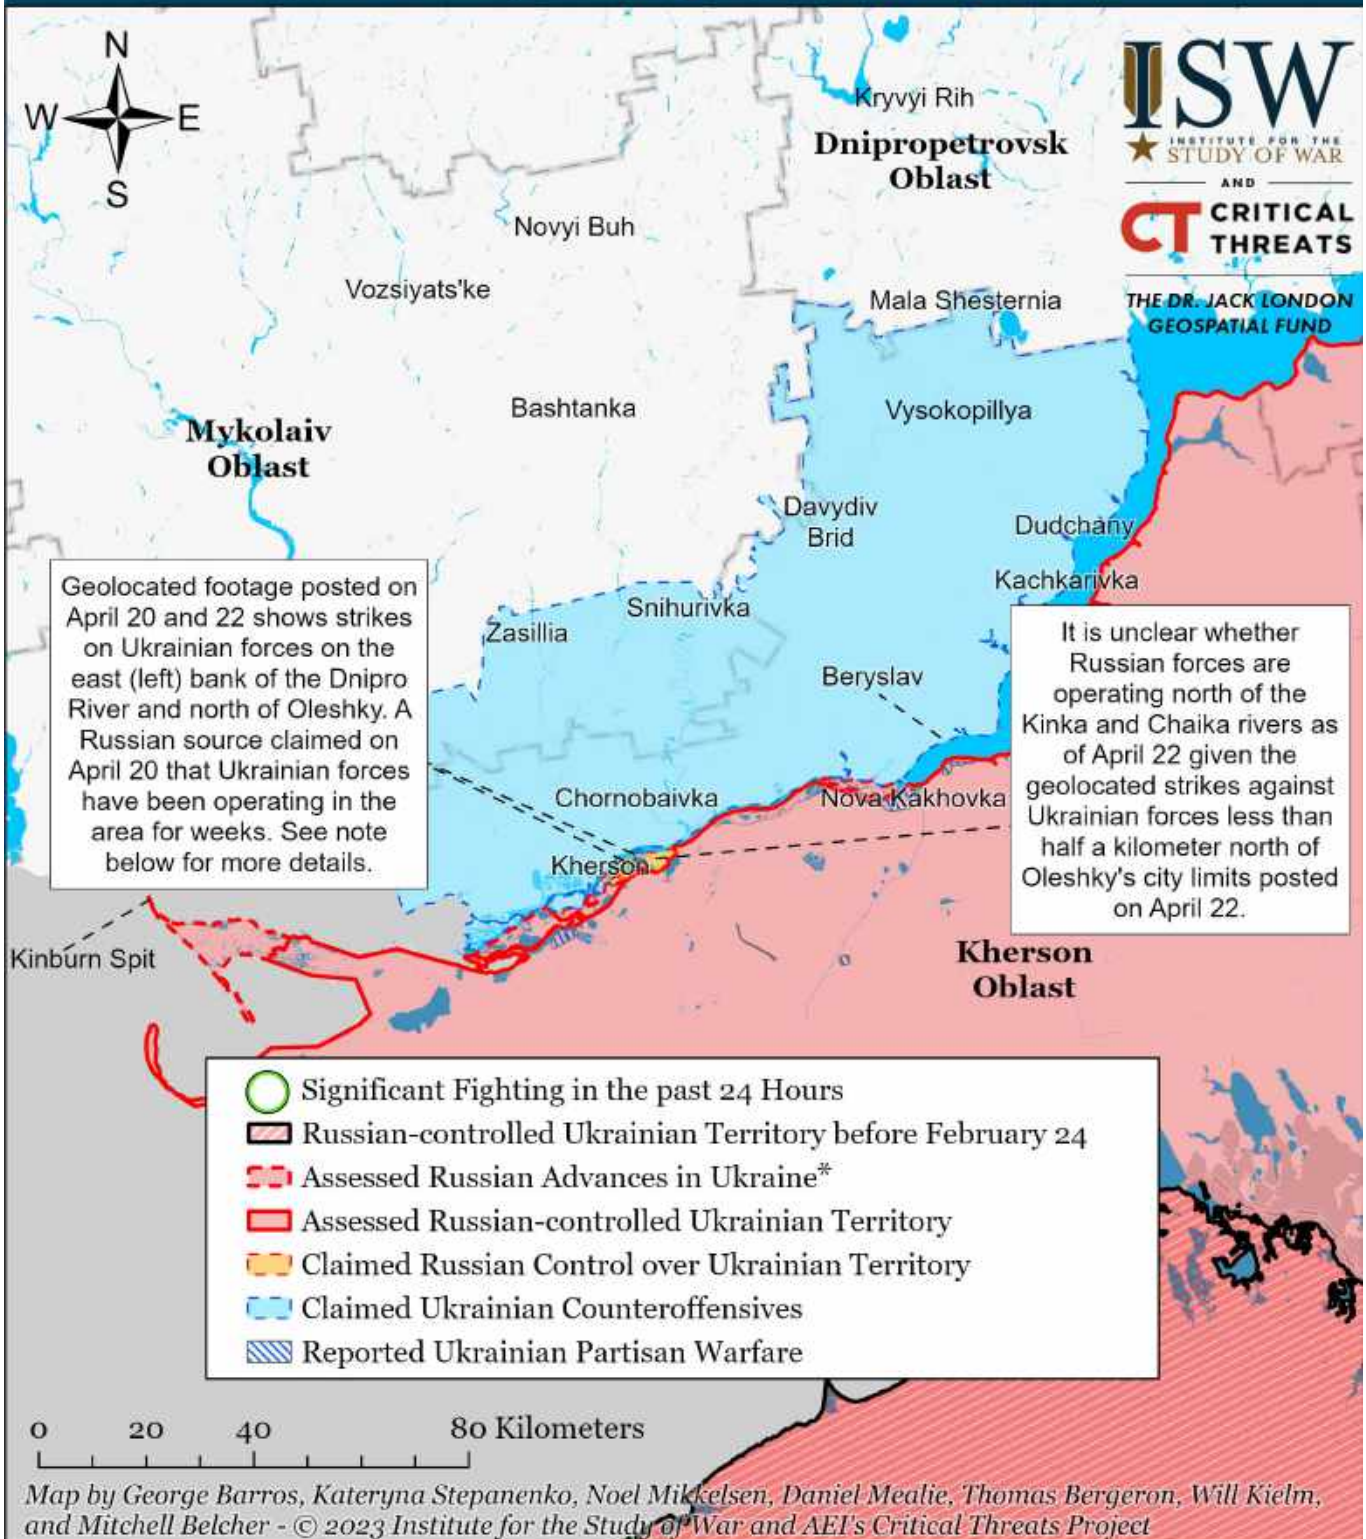 N
W E
S
ISW
INSTITUTE FOR THE
STUDY OF WAR
AND
CT CRITICAL
THREATS
THE DR. JACK LONDON
GEOSPATIAL FUND
Kryvyi Rih
Dnipropetrovsk
Oblast
Novyi Buh
Vozsiyats'ke
Mala Shesternia
Bashtanka
Vysokopillya
Mykolaiv
Oblast
Davydiv
Brid
Dudchany
Kachkarivka
Snihurivka
Zasillia
Beryslav
Geolocated footage posted on
April 20 and 22 shows strikes
on Ukrainian forces on the
east (left) bank of the Dnipro
River and north of Oleshky. A
Russian source claimed on
April 20 that Ukrainian forces
have been operating in the
area for weeks. See note
below for more details.
It is unclear whether
Russian forces are
operating north of the
Kinka and Chaika rivers as
of April 22 given the
geolocated strikes against
Ukrainian forces less than
half a kilometer north of
Oleshky's city limits posted
on April 22.
Chornobaivka
Nova Kakhovka
Kherson
Kinburn Spit
Kherson
Oblast
Significant Fighting in the past 24 Hours
Russian-controlled Ukrainian Territory before February 24
Assessed Russian Advances in Ukraine*
Assessed Russian-controlled Ukrainian Territory
Claimed Russian Control over Ukrainian Territory
Claimed Ukrainian Counteroffensives
Reported Ukrainian Partisan Warfare
0 20 40 80 Kilometers
Map by George Barros, Kateryna Stepanenko, Noel Mikkelsen, Daniel Mealie, Thomas Bergeron, Will Kielm,
and Mitchell Belcher - © 2023 Institute for the Study of War and AEI's Critical Threats Project